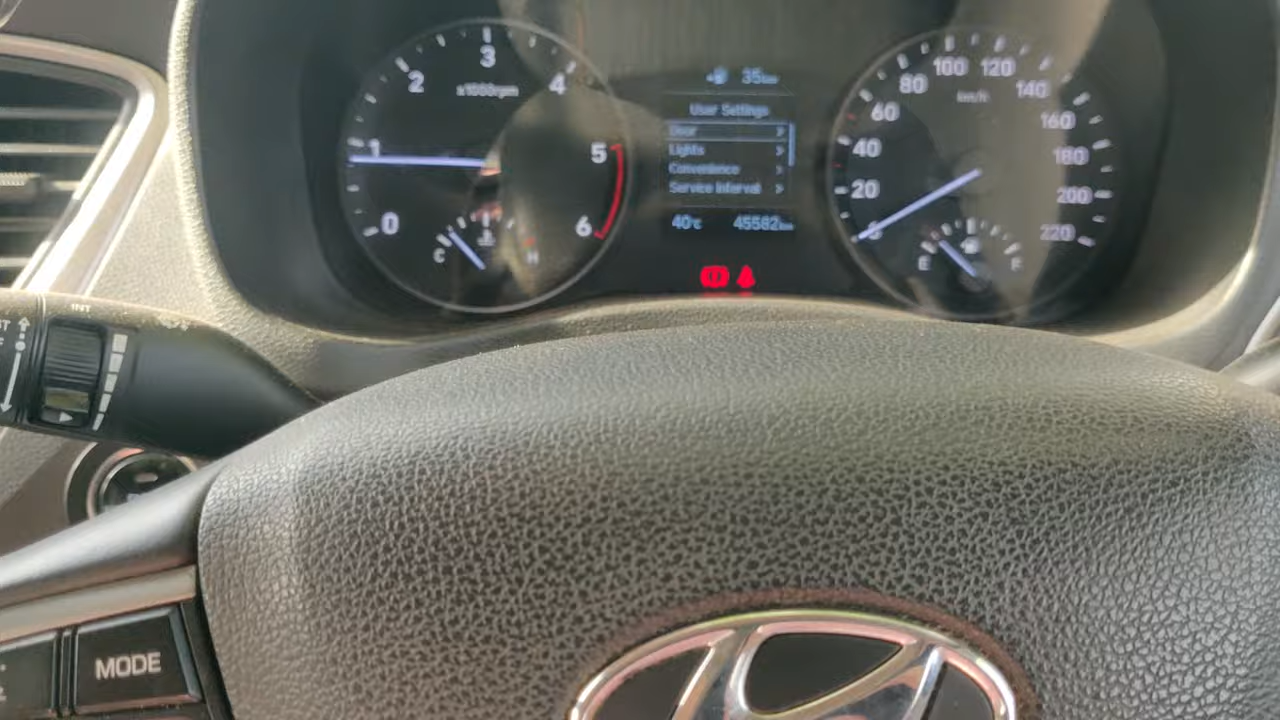 0
1
2
3
4
5
6
x1000rpm
C
H
35km
User Settings
Door >
Lights >
Convenience >
Service Interval >
40°C 45582km
20
40
60
80
100
120
140
160
180
200
220
km/h
E
F
INT
MODE